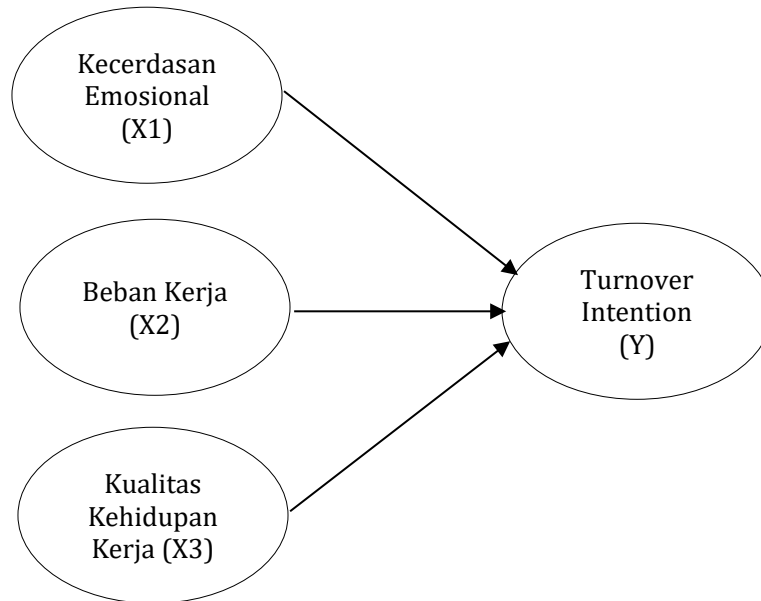 Kecerdasan
Emosional
(X1)
Beban Kerja
(X2)
Kualitas
Kehidupan
Kerja (X3)
Turnover
Intention
(Y)